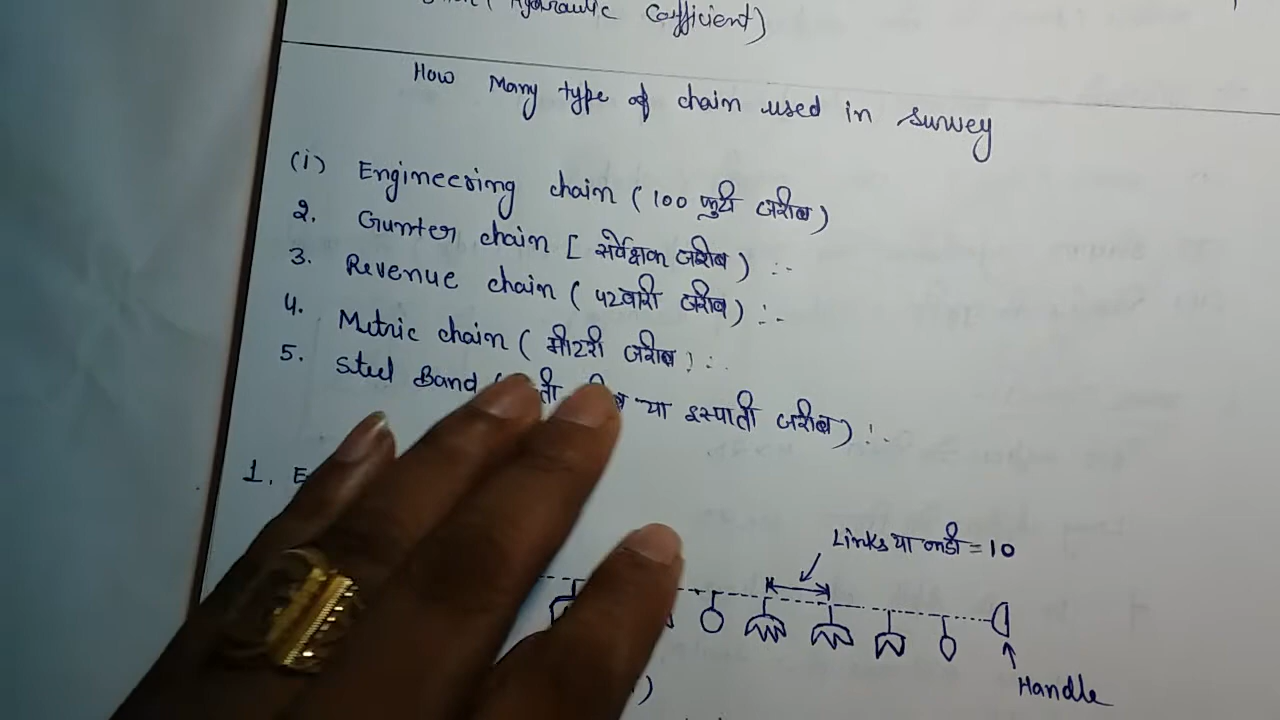 Coefficient)
How Many type of chain used in survey
(i) Engineering chain (100 फुटी जरीब)
2. Gunter chain [ सर्वेक्षक जरीब) :-
3. Revenue chain ( पटवारी जरीब) :-
4. Metric chain ( मीटरी जरीब ) :-
5. Steel Band या इस्पाती जरीब) :-
1. E
Links या कडी = 10
Handle
)